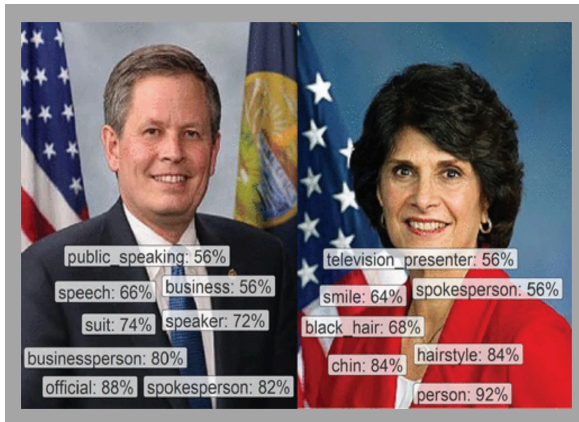 public_speaking: 56%
speech: 66%
business: 56%
suit: 74%
speaker: 72%
businessperson: 80%
official: 88%
spokesperson: 82%
television_presenter: 56%
smile: 64%
spokesperson: 56%
black_hair: 68%
chin: 84%
hairstyle: 84%
person: 92%